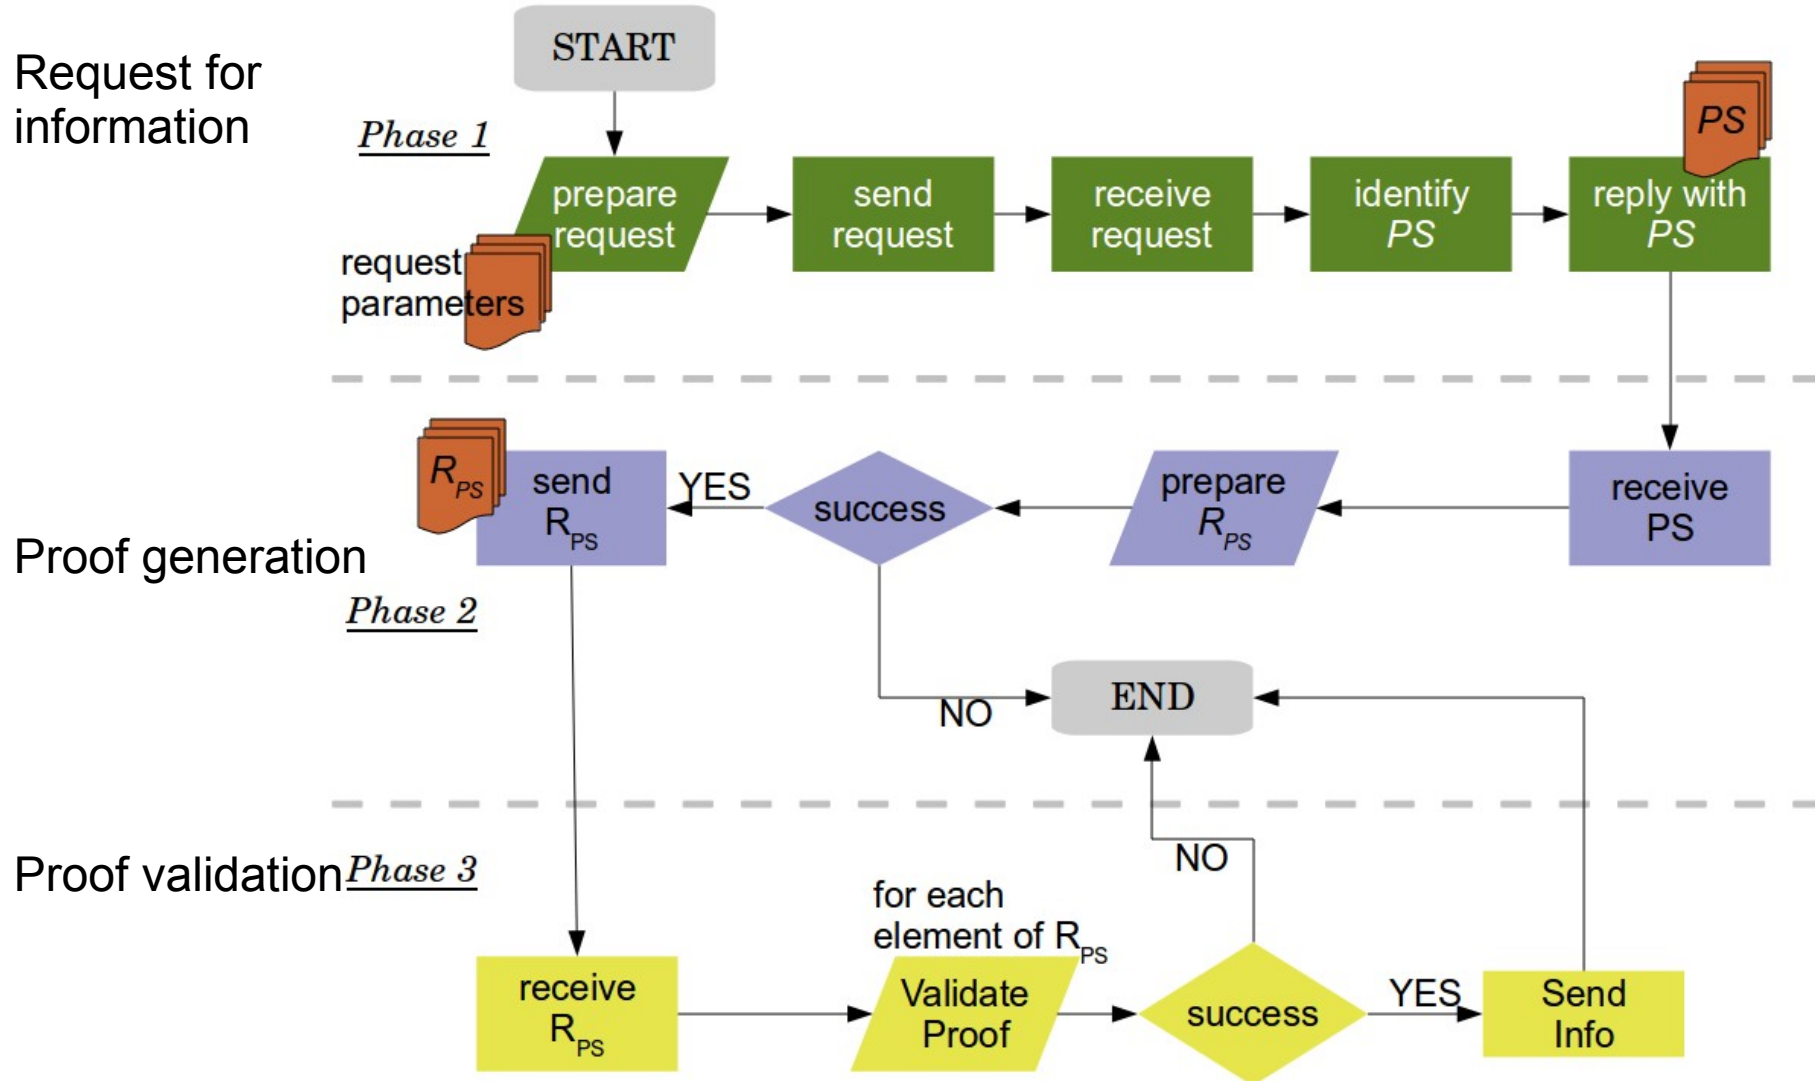 START
Request for
information
Phase 1
PS
prepare
request
send
request
receive
request
identify
PS
reply with
PS
request
parameters
R_PS
send
R_PS
YES
success
prepare
R_PS
receive
PS
Proof generation
Phase 2
NO
END
Proof validation
Phase 3
NO
for each
element of R_PS
receive
R_PS
Validate
Proof
success
YES
Send
Info